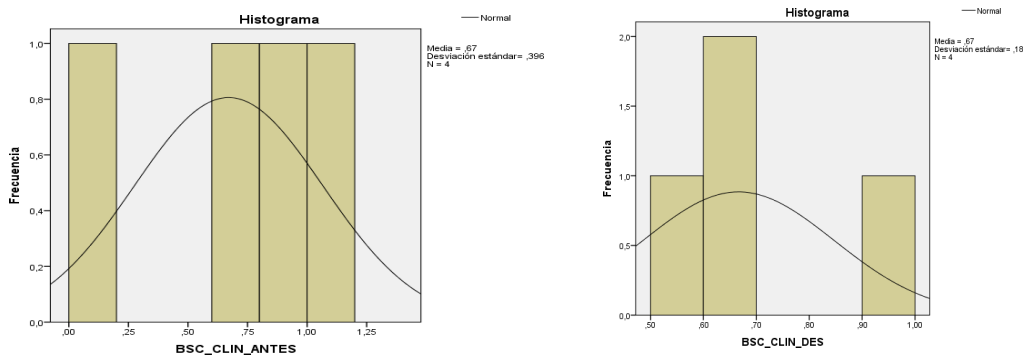 Histograma
Normal
Media = ,67
Desviación estándar= ,396
N = 4
Frecuencia
1,0
0,8
0,6
0,4
0,2
0,0
,00 ,25 ,50 ,75 1,00 1,25
BSC_CLIN_ANTES
Histograma
Normal
Media = ,67
Desviación estándar= ,18
N = 4
Frecuencia
2,0
1,5
1,0
0,5
0,0
,50 ,60 ,70 ,80 ,90 1,00
BSC_CLIN_DES